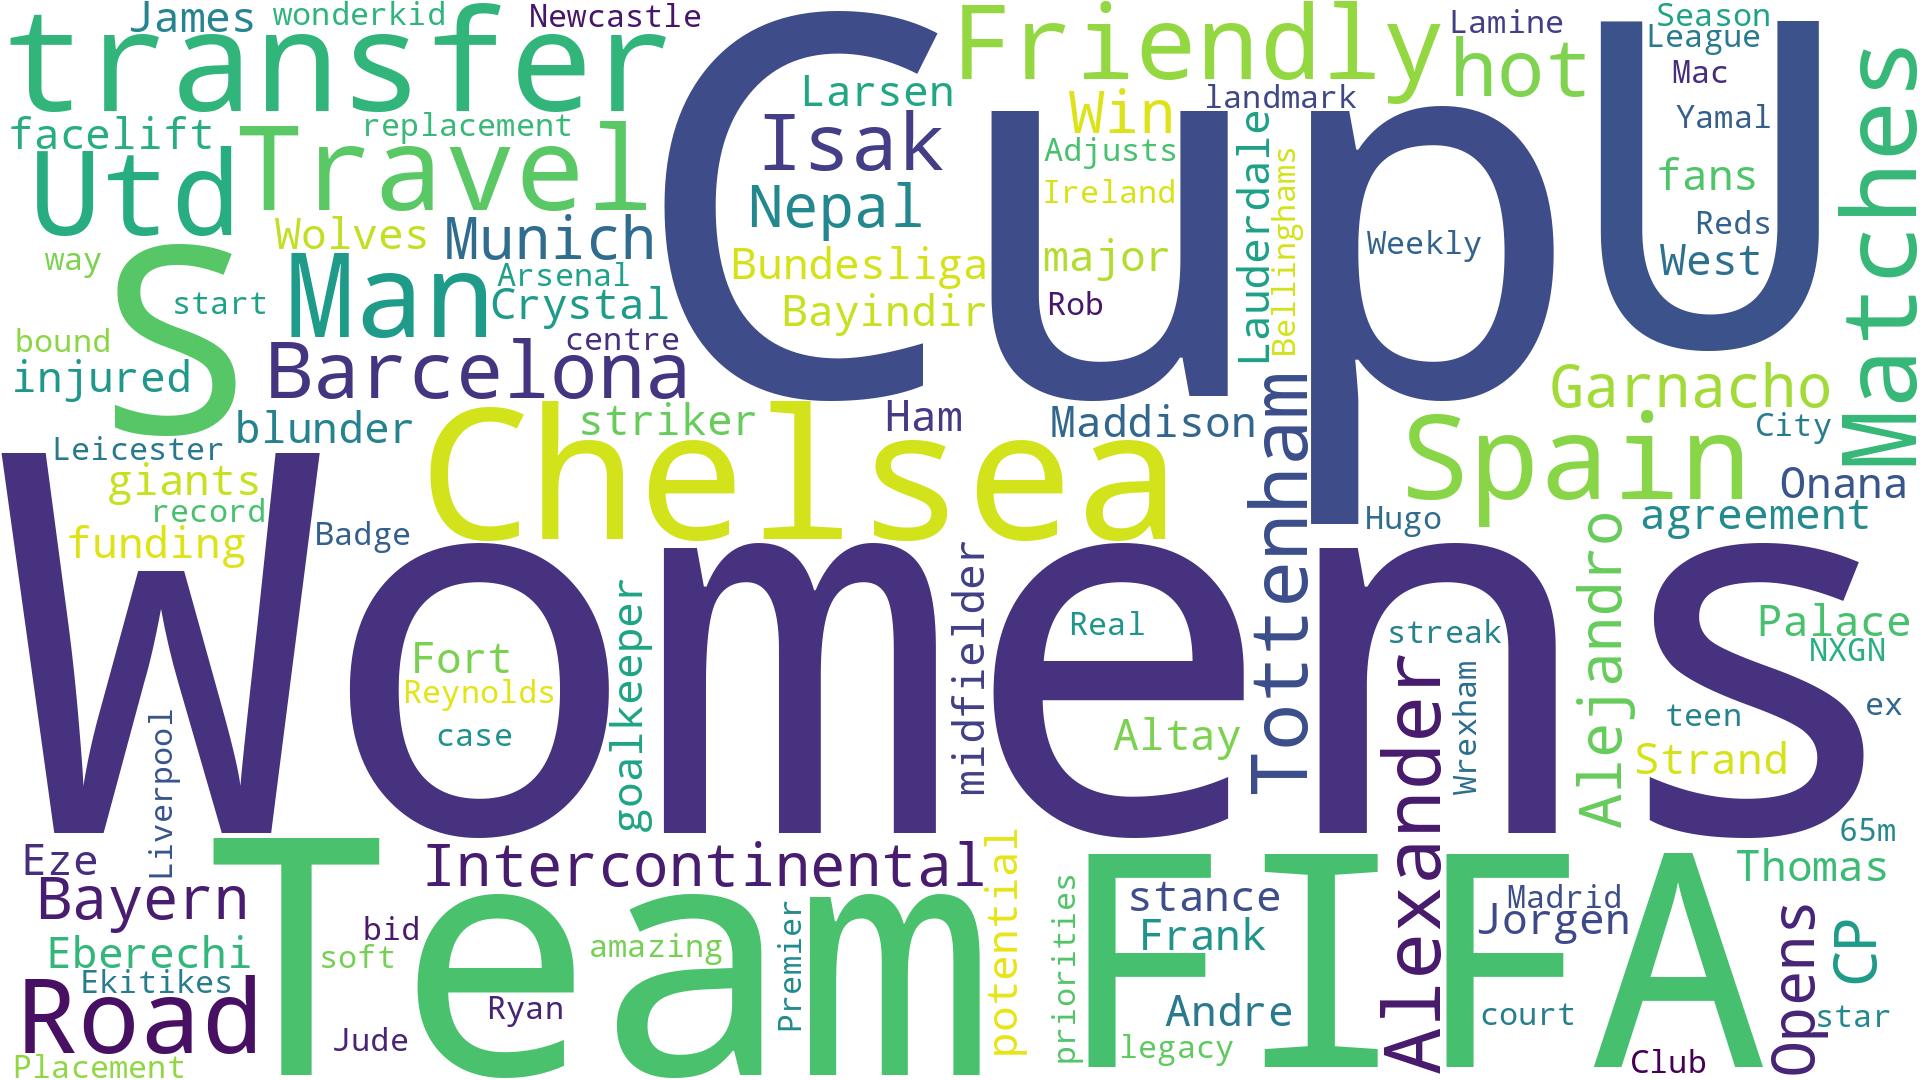 transfer
James
wonderkid
Newcastle
Cup
Friendly
Lamine
hot
U
Season
League
Mac
Yamal
fans
Reds
West
Matches
facelift
Utd
Travel
replacement
Larsen
Isak
Nepal
Win
landmark
Adjusts
Ireland
major
Rob
Lauderdale
Bellinghams
Weekly
Bundesliga
Bayindir
Wolves
Munich
Arsenal
Crystal
Man
way
S
start
bound
injured
centre
Barcelona
blunder
Chelsea
striker
Ham
Maddison
Tottenham
Garnacho
Spain
City
Onana
agreement
Hugo
Leicester
giants
record
funding
Badge
Womens
Fort
Reynolds
case
goalkeeper
midfielder
Real
Altay
streak
Wrexham
Alexander
Alejandro
Palace
NXGN
ex
teen
Strand
65m
Liverpool
Eze
Bayern
Eberechi
Ekitikes
Road
Placement
Team
Intercontinental
bid
soft
Jude
Ryan
amazing
Premier
potential
priorities
FIFA
stance
Frank
Andre
legacy
Madrid
Jorgen
court
Club
Thomas
Opens
CP
star